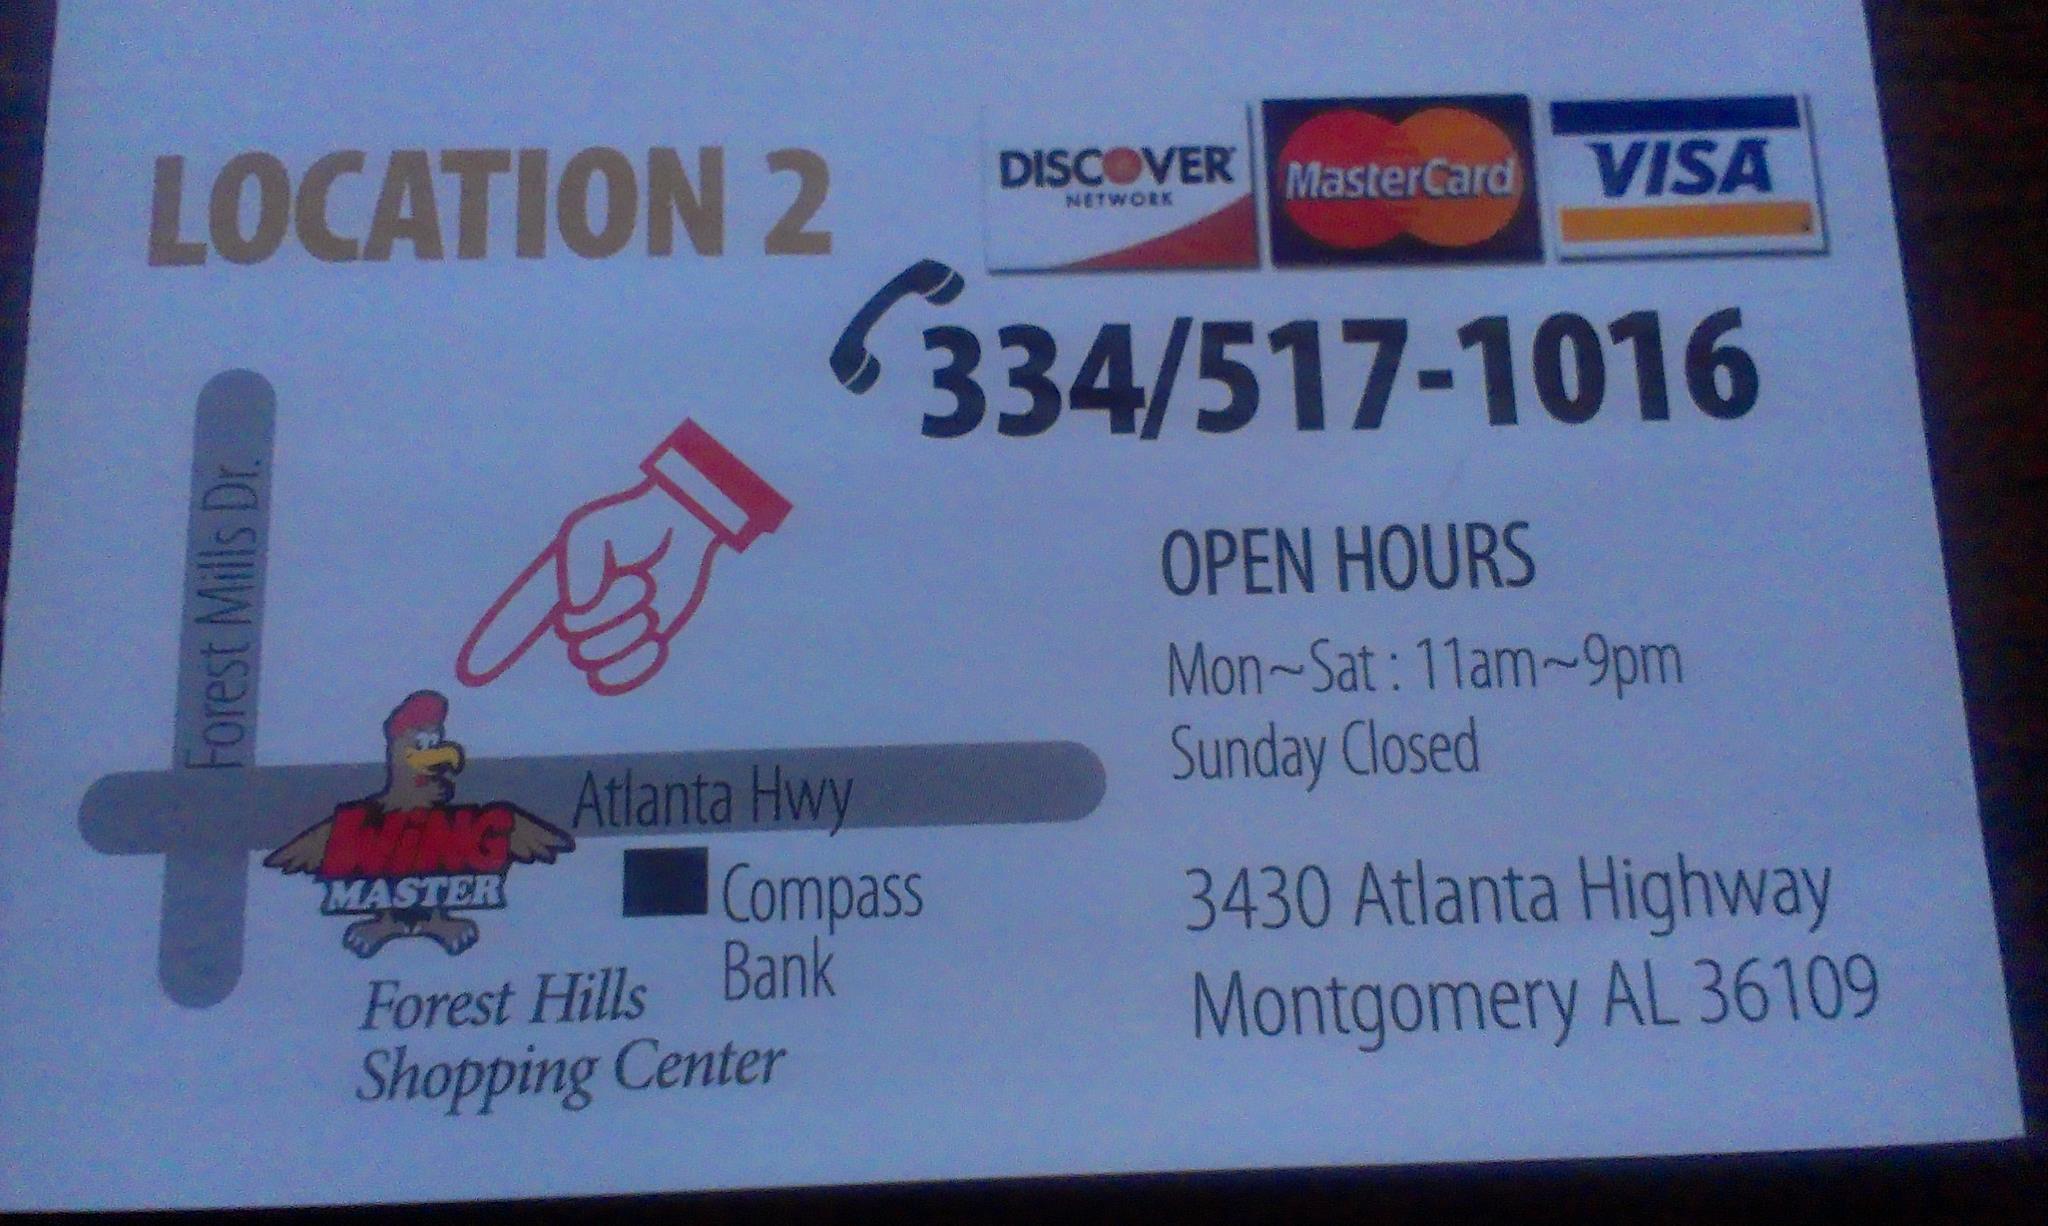 LOCATION 2
DISCOVER
NETWORK
MasterCard
VISA
334/517-1016
Forest Mills Dr.
WiNG
MASTER
Atlanta Hwy
Compass
Bank
Forest Hills
Shopping Center
OPEN HOURS
Mon~Sat : 11am~9pm
Sunday Closed
3430 Atlanta Highway
Montgomery AL 36109